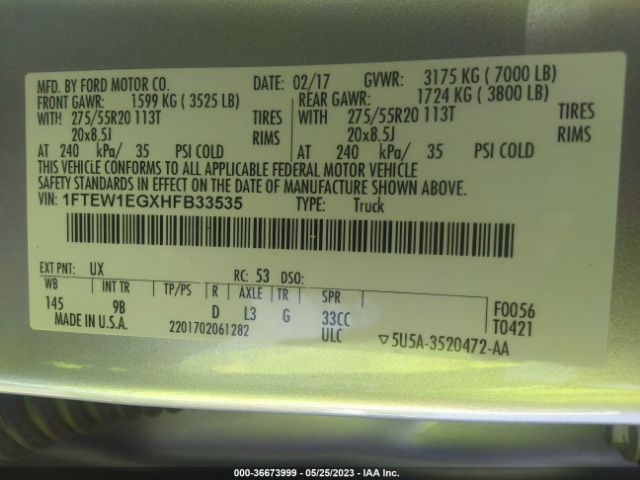 MFD. BY FORD MOTOR CO. DATE: 02/17 GVWR: 3175 KG ( 7000 LB)
FRONT GAWR: 1599 KG ( 3525 LB) REAR GAWR: 1724 KG ( 3800 LB)
WITH 275/55R20 113T TIRES WITH 275/55R20 113T TIRES
20x8.5J RIMS 20x8.5J RIMS
AT 240 kPa/ 35 PSI COLD AT 240 kPa/ 35 PSI COLD
THIS VEHICLE CONFORMS TO ALL APPLICABLE FEDERAL MOTOR VEHICLE
SAFETY STANDARDS IN EFFECT ON THE DATE OF MANUFACTURE SHOWN ABOVE.
VIN: 1FTEW1EGXHFB33535 TYPE: Truck
EXT PNT: UX RC: 53 DSO:
WB INT TR TP/PS R AXLE TR SPR
145 9B D L3 G 33CC F0056
MADE IN U.S.A. 2201702061282 ULC T0421
▽5U5A-3520472-AA
000-36673999 - 05/25/2023 - IAA Inc.